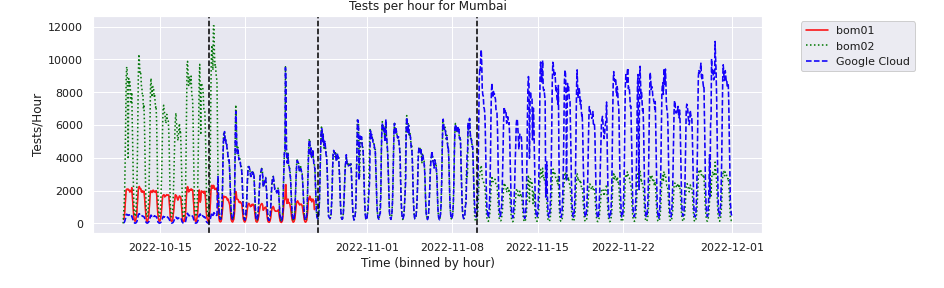 Tests per hour for Mumbai
12000
10000
8000
6000
4000
2000
0
Tests/Hour
2022-10-15 2022-10-22 2022-11-01 2022-11-08 2022-11-15 2022-11-22 2022-12-01
Time (binned by hour)
bom01
bom02
Google Cloud